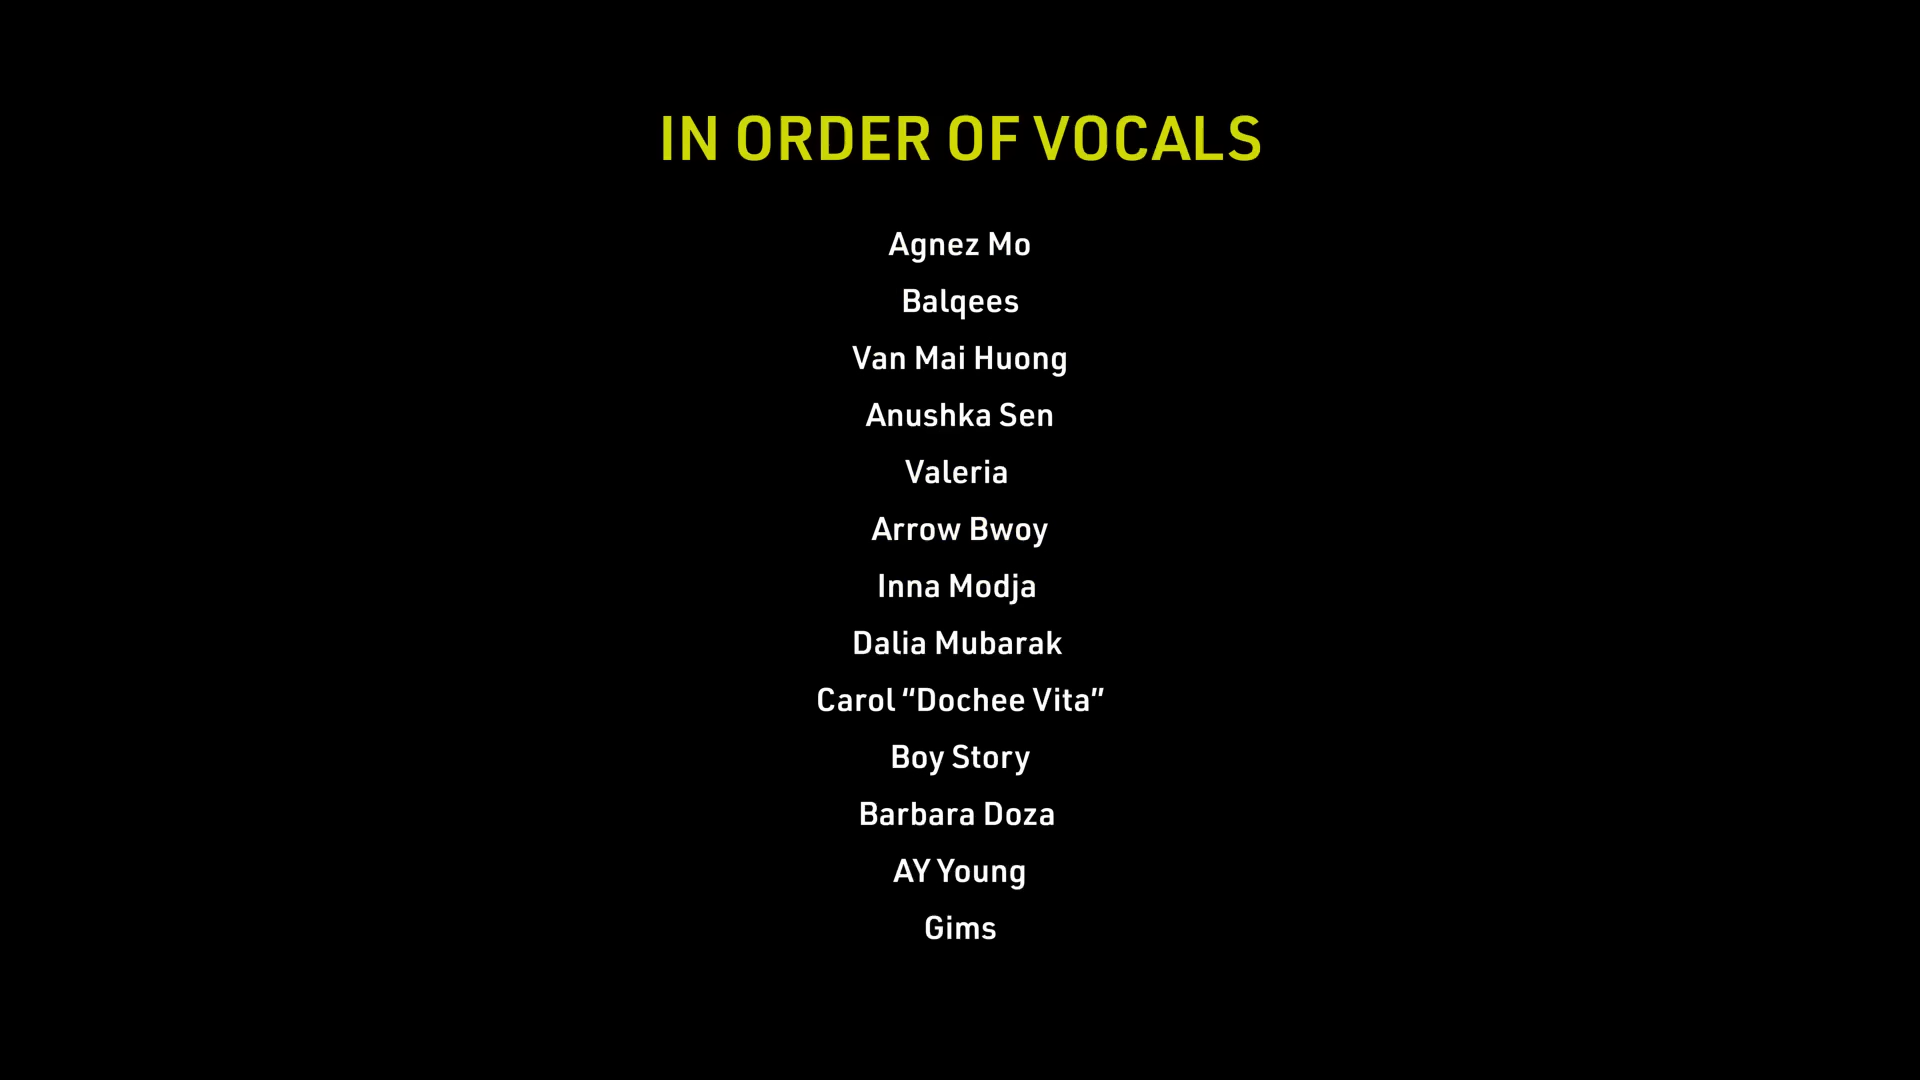 IN ORDER OF VOCALS
Agnez Mo
Balqees
Van Mai Huong
Anushka Sen
Valeria
Arrow Bwoy
Inna Modja
Dalia Mubarak
Carol “Dochee Vita”
Boy Story
Barbara Doza
AY Young
Gims